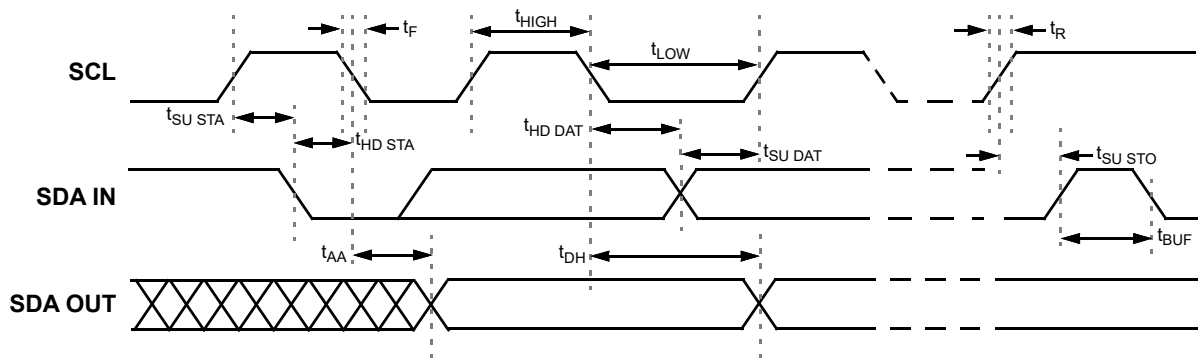 tF
tHIGH
tR
tLOW
SCL
tSU STA
tHD STA
tHD DAT
tSU DAT
tSU STO
SDA IN
tAA
tDH
tBUF
SDA OUT